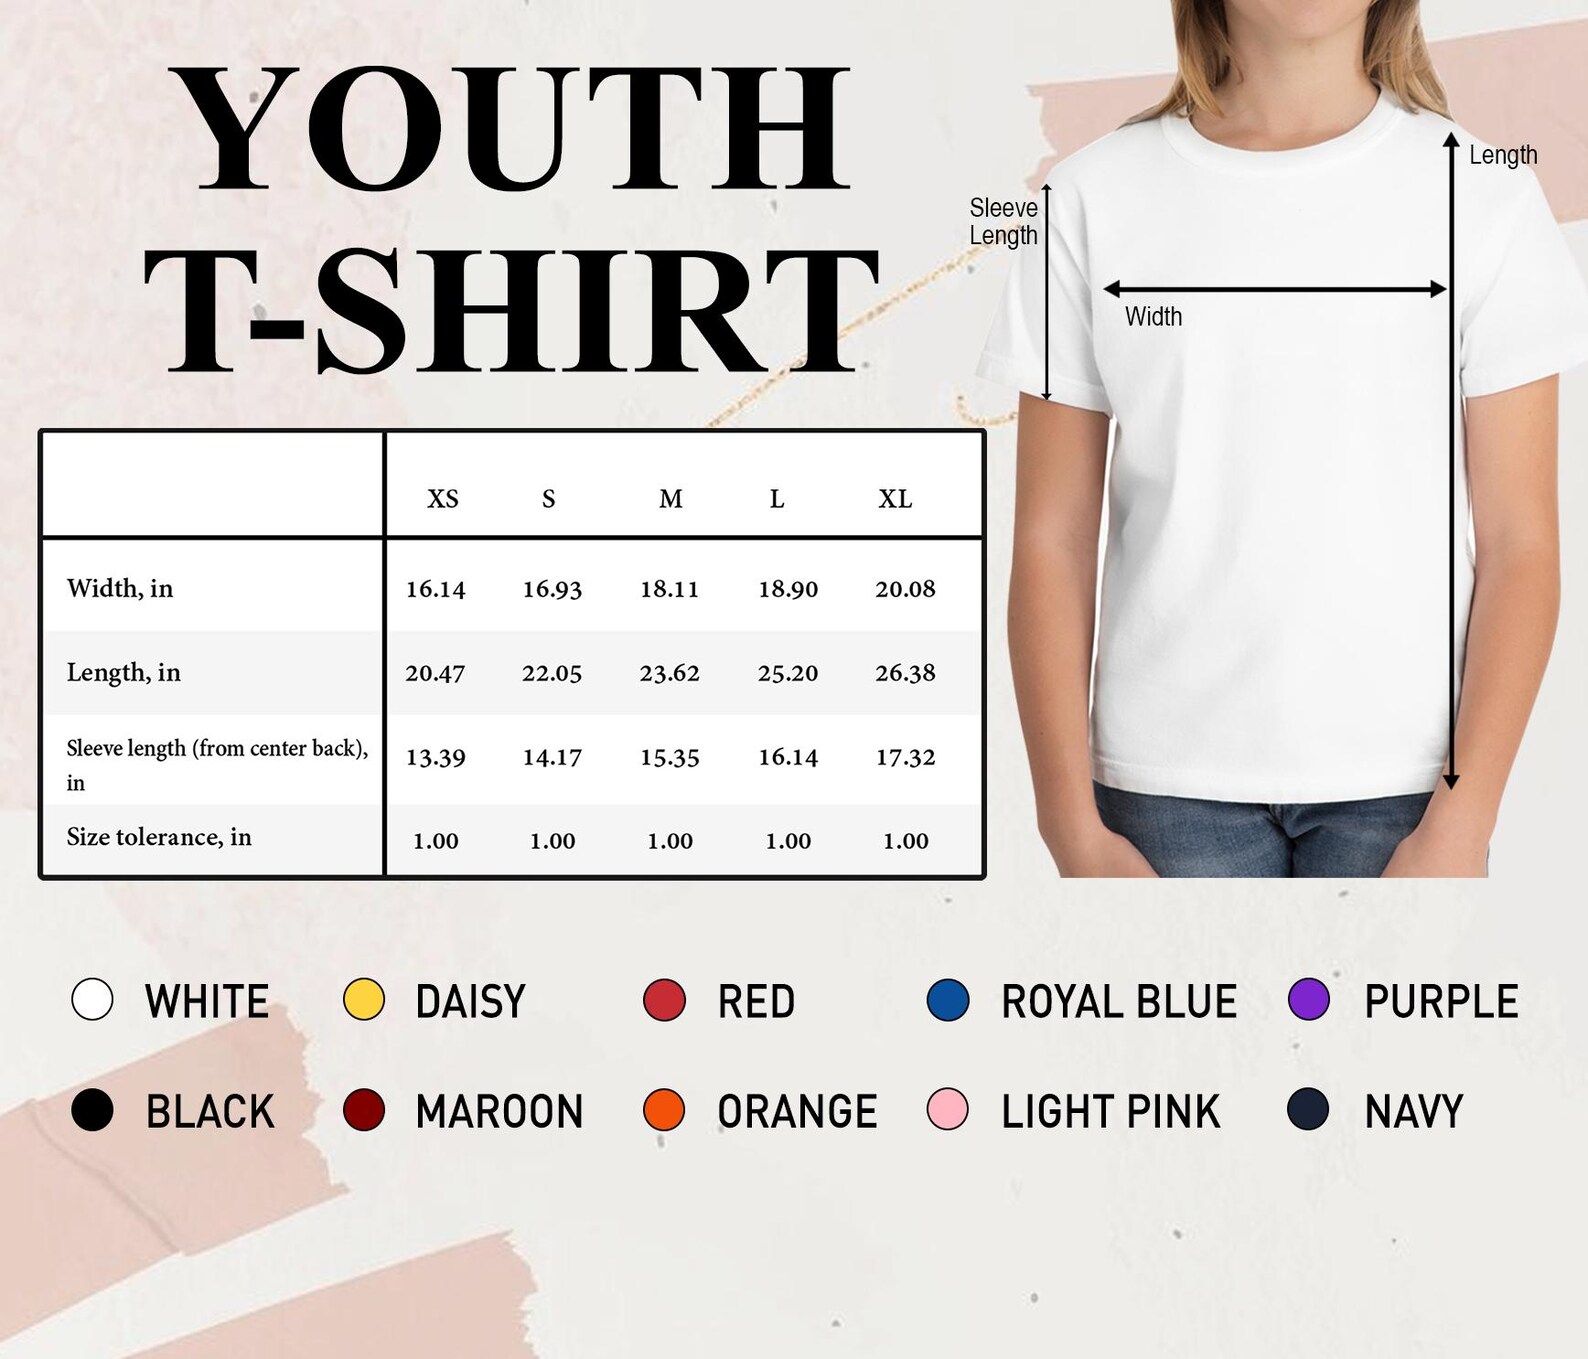 YOUTH
T-SHIRT
Length
Sleeve
Length
Width
XS S M L XL
Width, in 16.14 16.93 18.11 18.90 20.08
Length, in 20.47 22.05 23.62 25.20 26.38
Sleeve length (from center back),
in 13.39 14.17 15.35 16.14 17.32
Size tolerance, in 1.00 1.00 1.00 1.00 1.00
WHITE DAISY RED ROYAL BLUE PURPLE
BLACK MAROON ORANGE LIGHT PINK NAVY